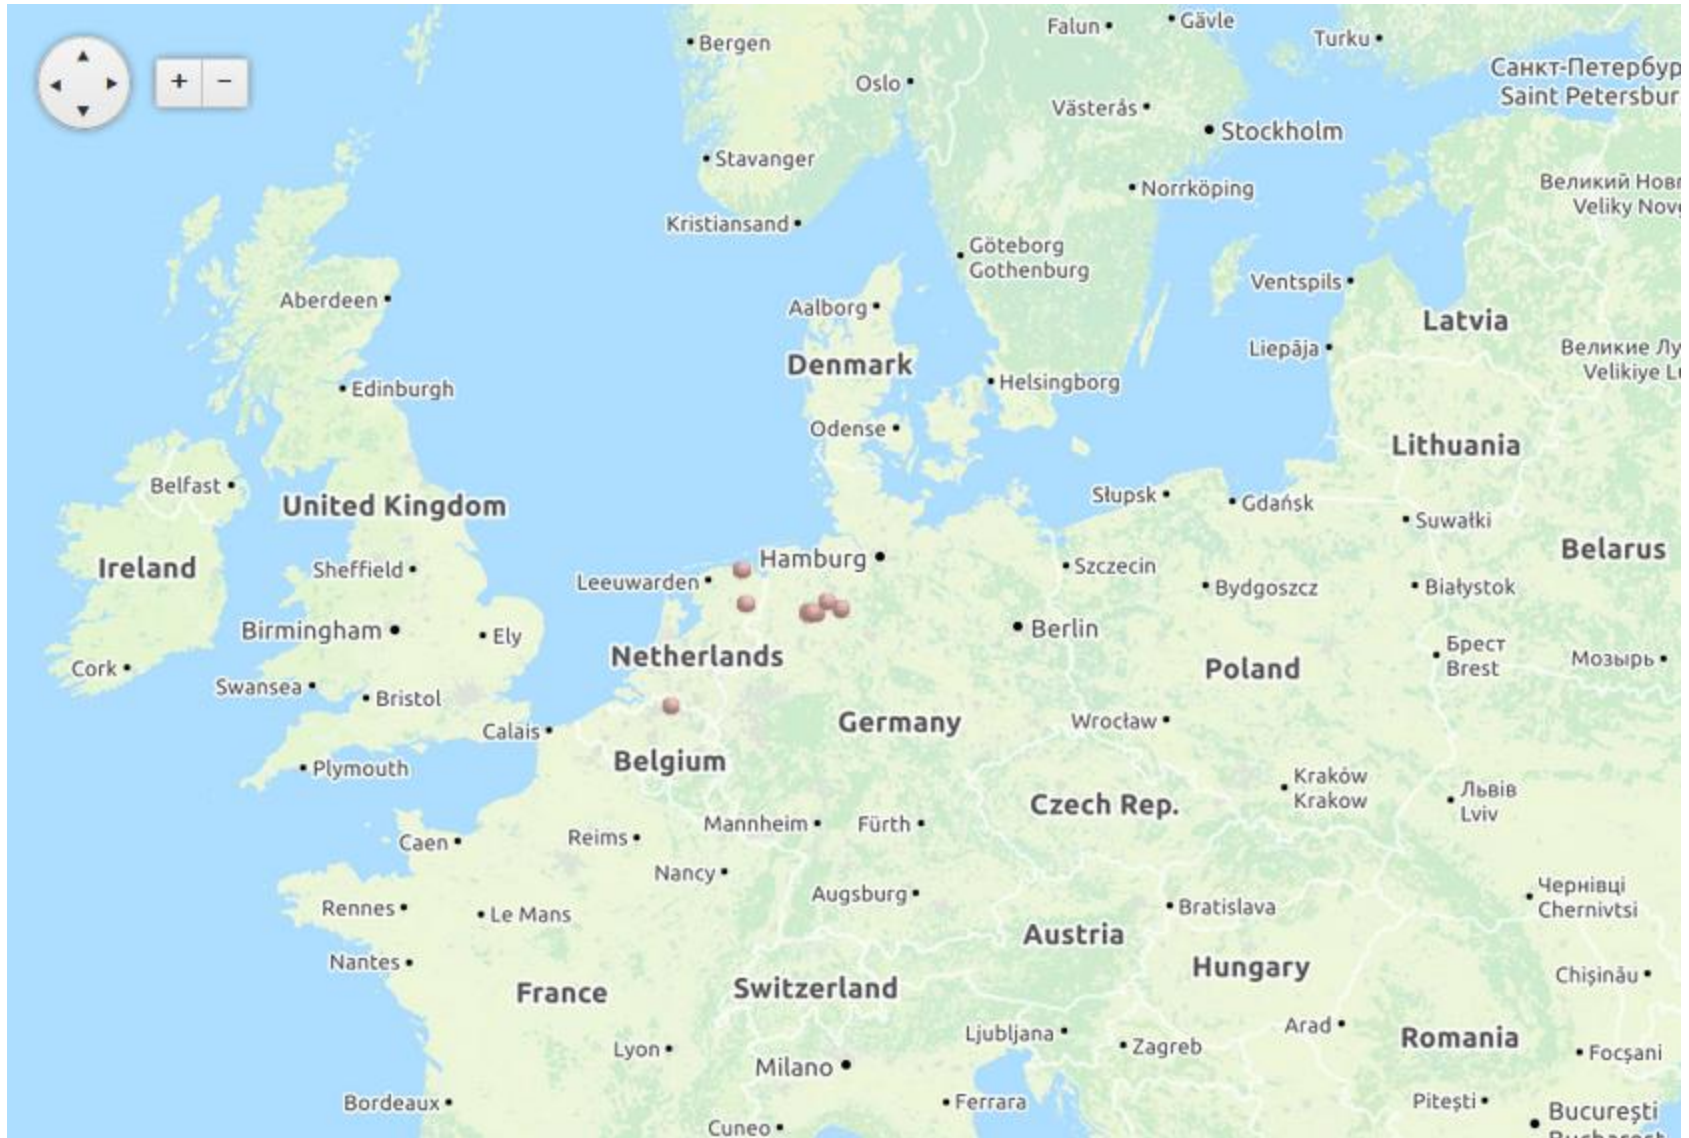 Bergen
Falun
Gävle
Turku
Oslo
Санкт-Петербур
Saint Petersbur
Västerås
Stockholm
Stavanger
Norrköping
Великий Нов
Veliky Nov
Kristiansand
Göteborg
Gothenburg
Ventspils
Aberdeen
Aalborg
Latvia
Liepāja
Великие Лу
Velikiye L
Denmark
Helsingborg
Edinburgh
Odense
Lithuania
Belfast
United Kingdom
Słupsk
Gdańsk
Suwałki
Belarus
Hamburg
Ireland
Sheffield
Leeuwarden
Szczecin
Bydgoszcz
Białystok
Birmingham
Ely
Berlin
Брест
Brest
Мозырь
Netherlands
Cork
Poland
Swansea
Bristol
Calais
Germany
Wrocław
Belgium
Plymouth
Kraków
Krakow
Львів
Lviv
Czech Rep.
Caen
Reims
Mannheim
Fürth
Nancy
Augsburg
Чернівці
Chernivtsi
Rennes
Le Mans
Bratislava
Austria
Nantes
Hungary
Chișinău
France
Switzerland
Ljubljana
Arad
Zagreb
Romania
Focșani
Lyon
Milano
Bordeaux
Ferrara
Pitești
București
Cuneo